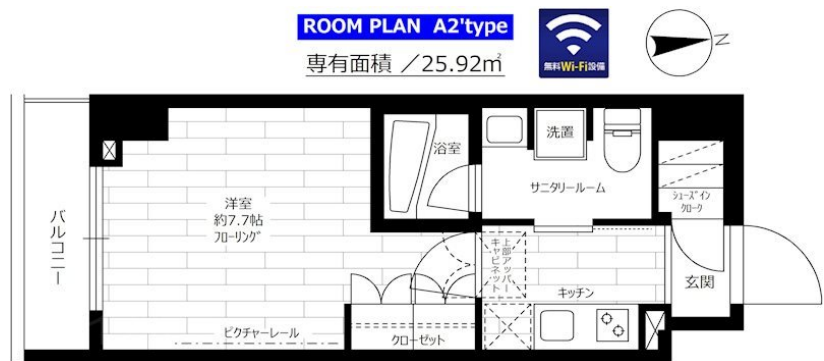 ROOM PLAN A2'type
専有面積 ／25.92㎡
無料Wi-Fi設備
N
バルコニー
洋室
約7.7帖
フローリング
ピクチャーレール
浴室
洗置
サニタリールーム
シューズイン
クローク
上部アッパー
キャビネット
キッチン
玄関
クローゼット